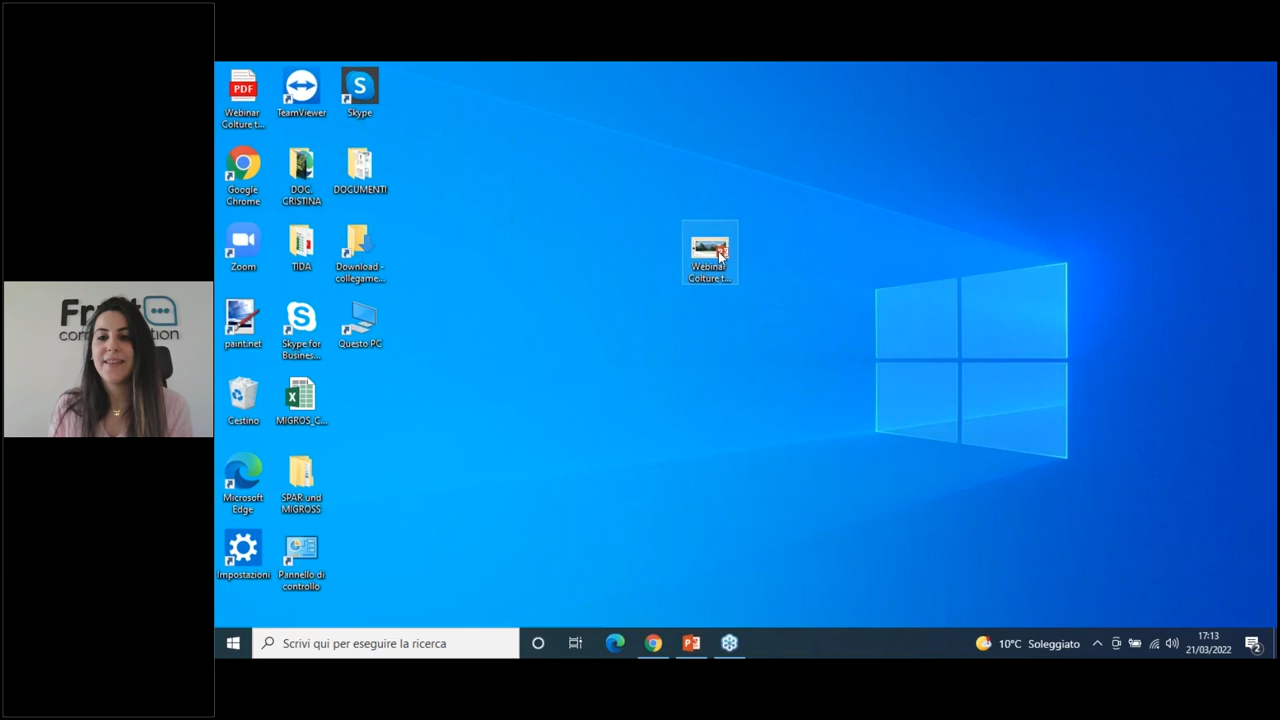 PDF
Webinar
Colture t...
TeamViewer
S
Skype
Google
Chrome
DOC.
CRISTINA
DOCUMENTI
Zoom
TIDA
Download -
collegame...
Webinar
Colture t...
paint.net
Skype for
Busines...
Questo PC
Cestino
MIGROS_C...
Microsoft
Edge
SPAR und
MIGROSS
Impostazioni
Pannello di
controllo
Scrivi qui per eseguire la ricerca
10°C Soleggiato
17:13
21/03/2022
2